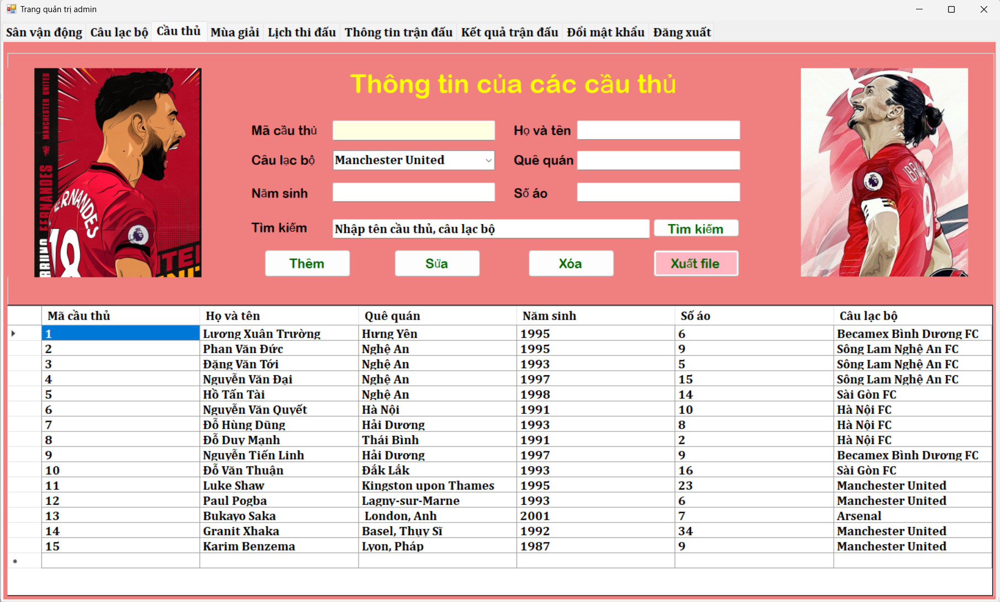 Trang quản trị admin
Sân vận động Câu lạc bộ Cầu thủ Mùa giải Lịch thi đấu Thông tin trận đấu Kết quả trận đấu Đổi mật khẩu Đăng xuất
MANCHESTER UNITED
BRUNO FERNANDES
FERNANDES
18
Thông tin của các cầu thủ
Mã cầu thủ Họ và tên
Câu lạc bộ Manchester United Quê quán
Năm sinh Số áo
Tìm kiếm Nhập tên cầu thủ, câu lạc bộ Tìm kiếm
Thêm Sửa Xóa Xuất file
9
Mã cầu thủ Họ và tên Quê quán Năm sinh Số áo Câu lạc bộ
1 Lương Xuân Trường Hưng Yên 1995 6 Becamex Bình Dương FC
2 Phan Văn Đức Nghệ An 1995 9 Sông Lam Nghệ An FC
3 Đặng Văn Tới Nghệ An 1993 5 Sông Lam Nghệ An FC
4 Nguyễn Văn Đại Nghệ An 1997 15 Sông Lam Nghệ An FC
5 Hồ Tấn Tài Nghệ An 1998 14 Sài Gòn FC
6 Nguyễn Văn Quyết Hà Nội 1991 10 Hà Nội FC
7 Đỗ Hùng Dũng Hải Dương 1993 8 Hà Nội FC
8 Đỗ Duy Mạnh Thái Bình 1991 2 Hà Nội FC
9 Nguyễn Tiến Linh Hải Dương 1997 9 Becamex Bình Dương FC
10 Đỗ Văn Thuận Đắk Lắk 1993 16 Sài Gòn FC
11 Luke Shaw Kingston upon Thames 1995 23 Manchester United
12 Paul Pogba Lagny-sur-Marne 1993 6 Manchester United
13 Bukayo Saka London, Anh 2001 7 Arsenal
14 Granit Xhaka Basel, Thụy Sĩ 1992 34 Manchester United
15 Karim Benzema Lyon, Pháp 1987 9 Manchester United